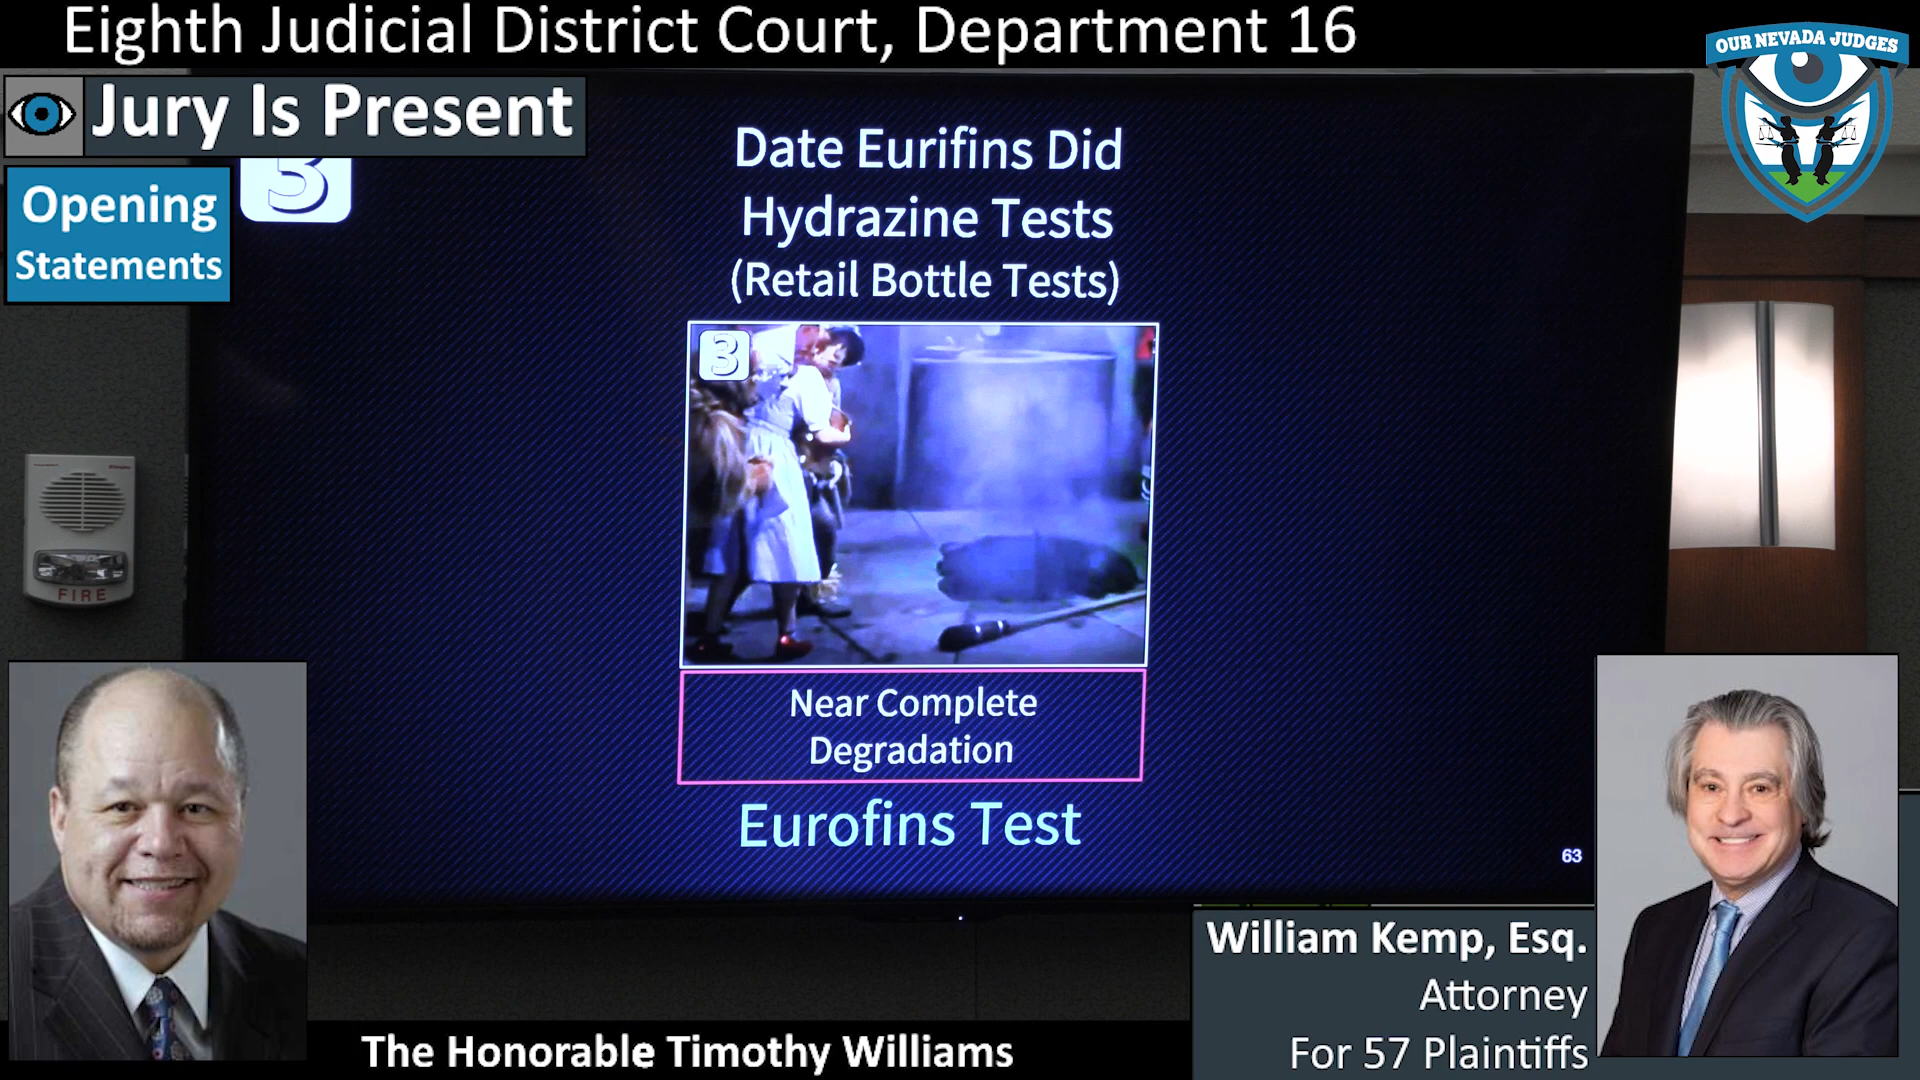 Eighth Judicial District Court, Department 16
OUR NEVADA JUDGES
Jury Is Present
Opening
Statements
3
Date Eurifins Did
Hydrazine Tests
(Retail Bottle Tests)
3
Near Complete
Degradation
Eurofins Test
63
FIRE
William Kemp, Esq.
Attorney
For 57 Plaintiffs
The Honorable Timothy Williams